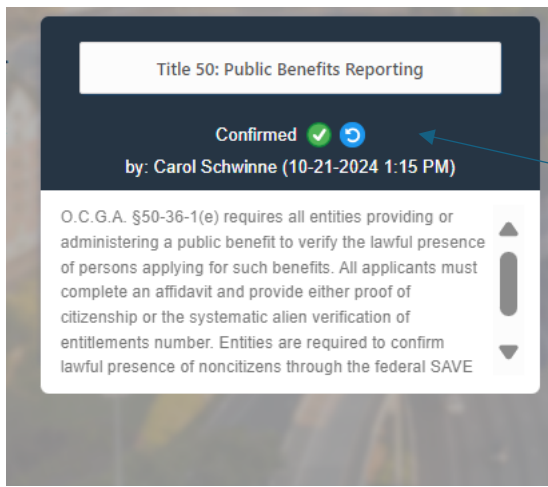 Title 50: Public Benefits Reporting
Confirmed
by: Carol Schwinne (10-21-2024 1:15 PM)
O.C.G.A. §50-36-1(e) requires all entities providing or
administering a public benefit to verify the lawful presence
of persons applying for such benefits. All applicants must
complete an affidavit and provide either proof of
citizenship or the systematic alien verification of
entitlements number. Entities are required to confirm
lawful presence of noncitizens through the federal SAVE